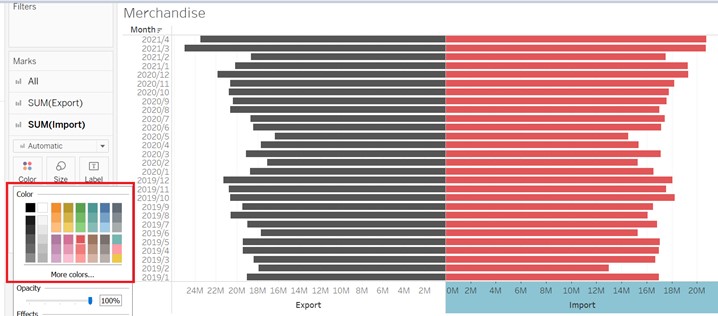 Filters
Merchandise
Month
Marks
All
SUM(Export)
SUM(Import)
Automatic
Color Size Label
Color
More colors...
Opacity
100%
Effects
2021/4
2021/3
2021/2
2021/1
2020/12
2020/11
2020/10
2020/9
2020/8
2020/7
2020/6
2020/5
2020/4
2020/3
2020/2
2020/1
2019/12
2019/11
2019/10
2019/9
2019/8
2019/7
2019/6
2019/5
2019/4
2019/3
2019/2
2019/1
24M 22M 20M 18M 16M 14M 12M 10M 8M 6M 4M 2M 0M 2M 4M 6M 8M 10M 12M 14M 16M 18M 20M
Export Import